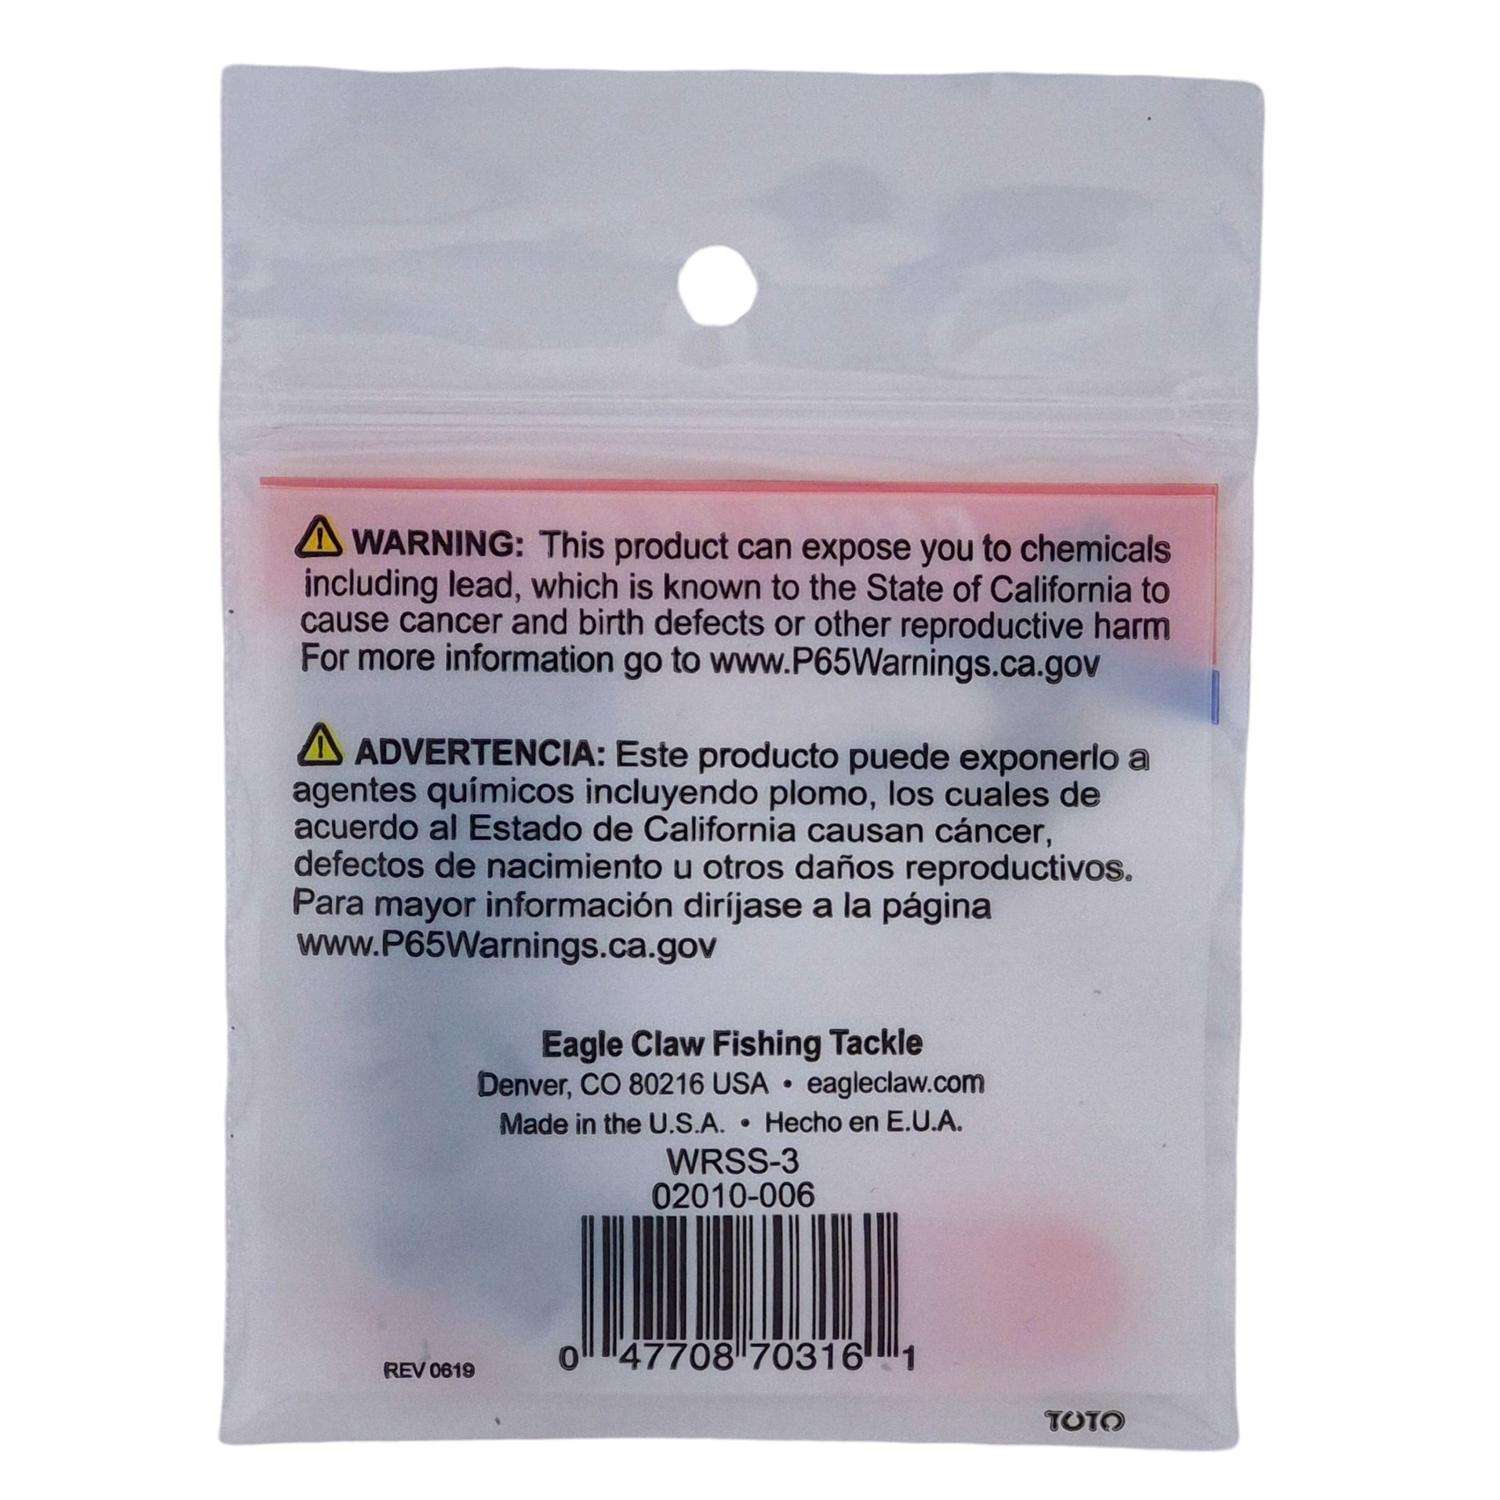 WARNING: This product can expose you to chemicals
including lead, which is known to the State of California to
cause cancer and birth defects or other reproductive harm
For more information go to www.P65Warnings.ca.gov
ADVERTENCIA: Este producto puede exponerlo a
agentes químicos incluyendo plomo, los cuales de
acuerdo al Estado de California causan cáncer,
defectos de nacimiento u otros daños reproductivos.
Para mayor información diríjase a la página
www.P65Warnings.ca.gov
Eagle Claw Fishing Tackle
Denver, CO 80216 USA • eagleclaw.com
Made in the U.S.A. • Hecho en E.U.A.
WRSS-3
02010-006
0 47708 70316 1
REV 0619
TOTO